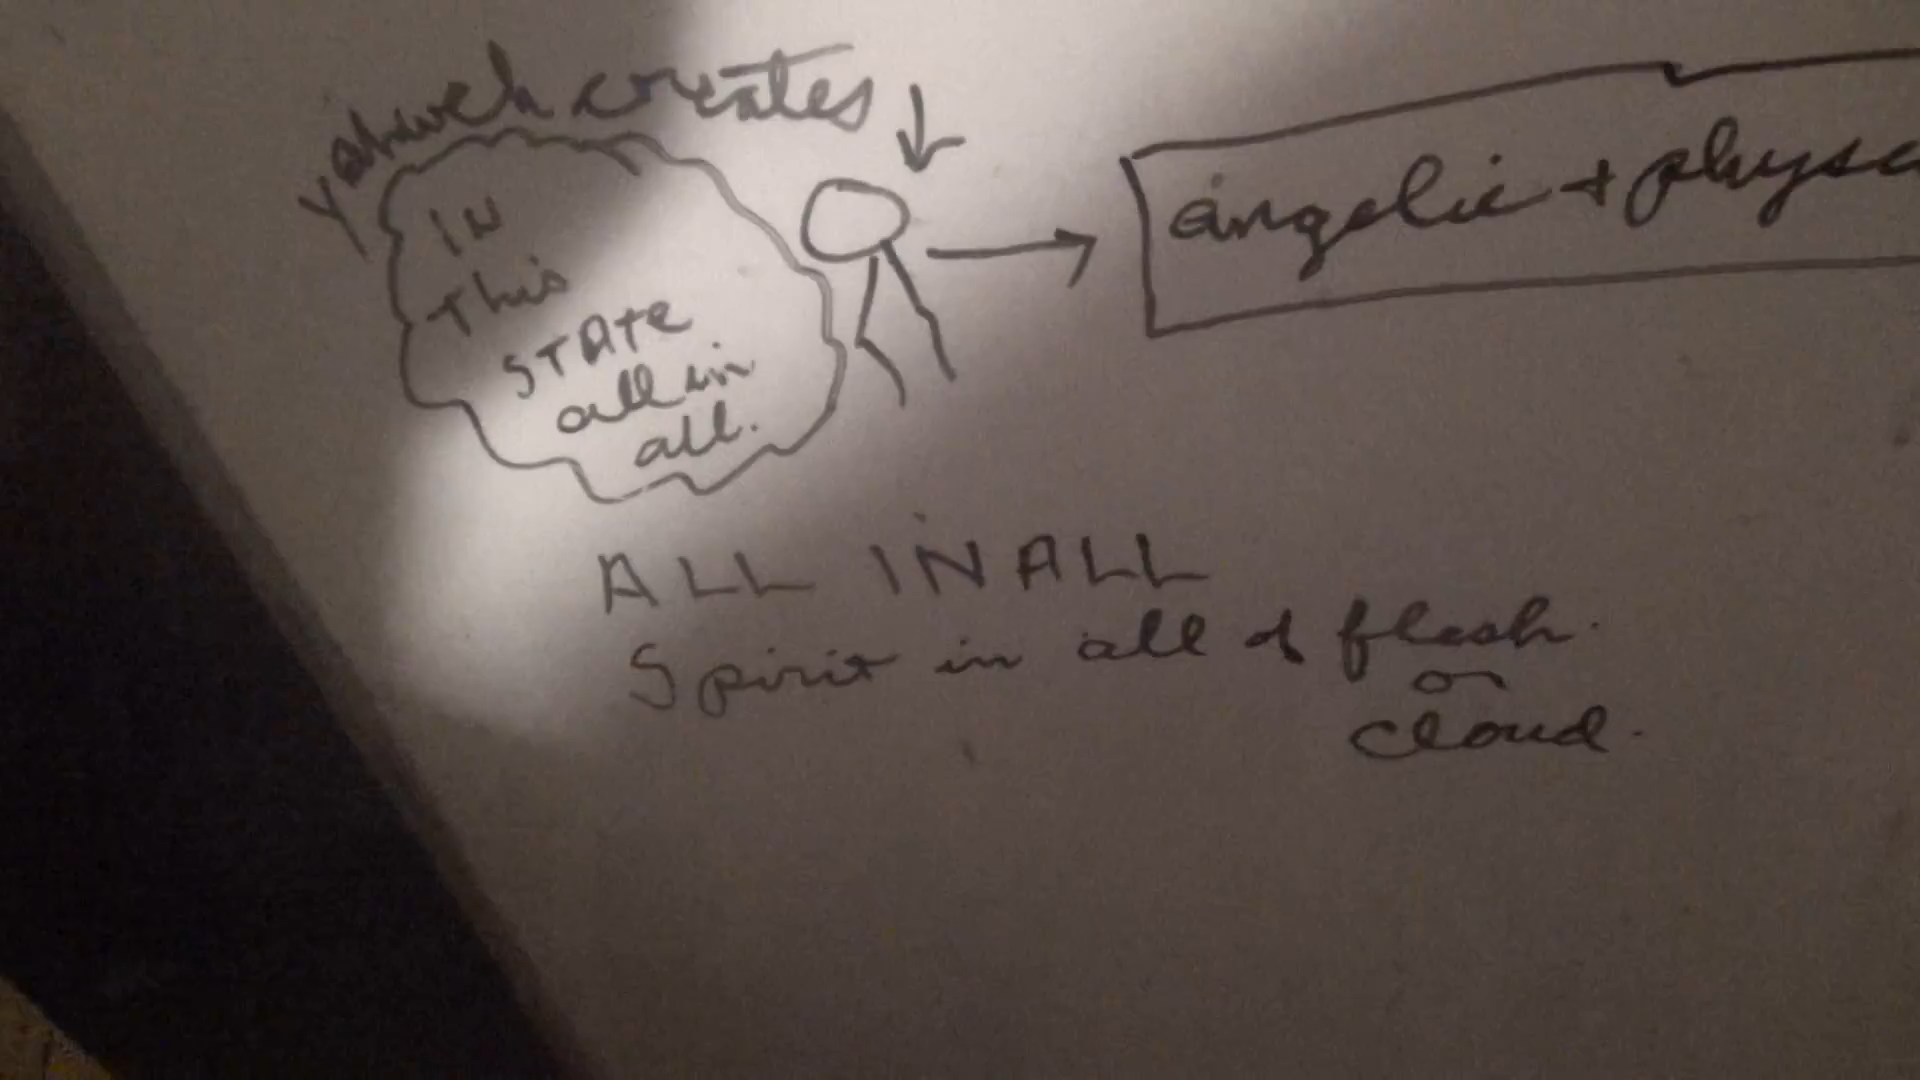 Yahweh creates
IN
this
STATE
all in
all.
angelic + physc
ALL IN ALL
Spirit in all of flesh.
or
cloud.